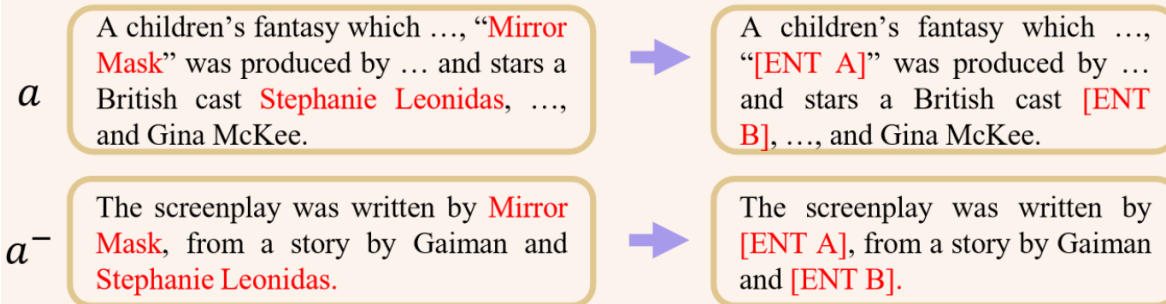 a
A children's fantasy which …, “Mirror
Mask” was produced by … and stars a
British cast Stephanie Leonidas, …,
and Gina McKee.
A children's fantasy which …,
“[ENT A]” was produced by …
and stars a British cast [ENT
B], …, and Gina McKee.
a⁻
The screenplay was written by Mirror
Mask, from a story by Gaiman and
Stephanie Leonidas.
The screenplay was written by
[ENT A], from a story by Gaiman
and [ENT B].